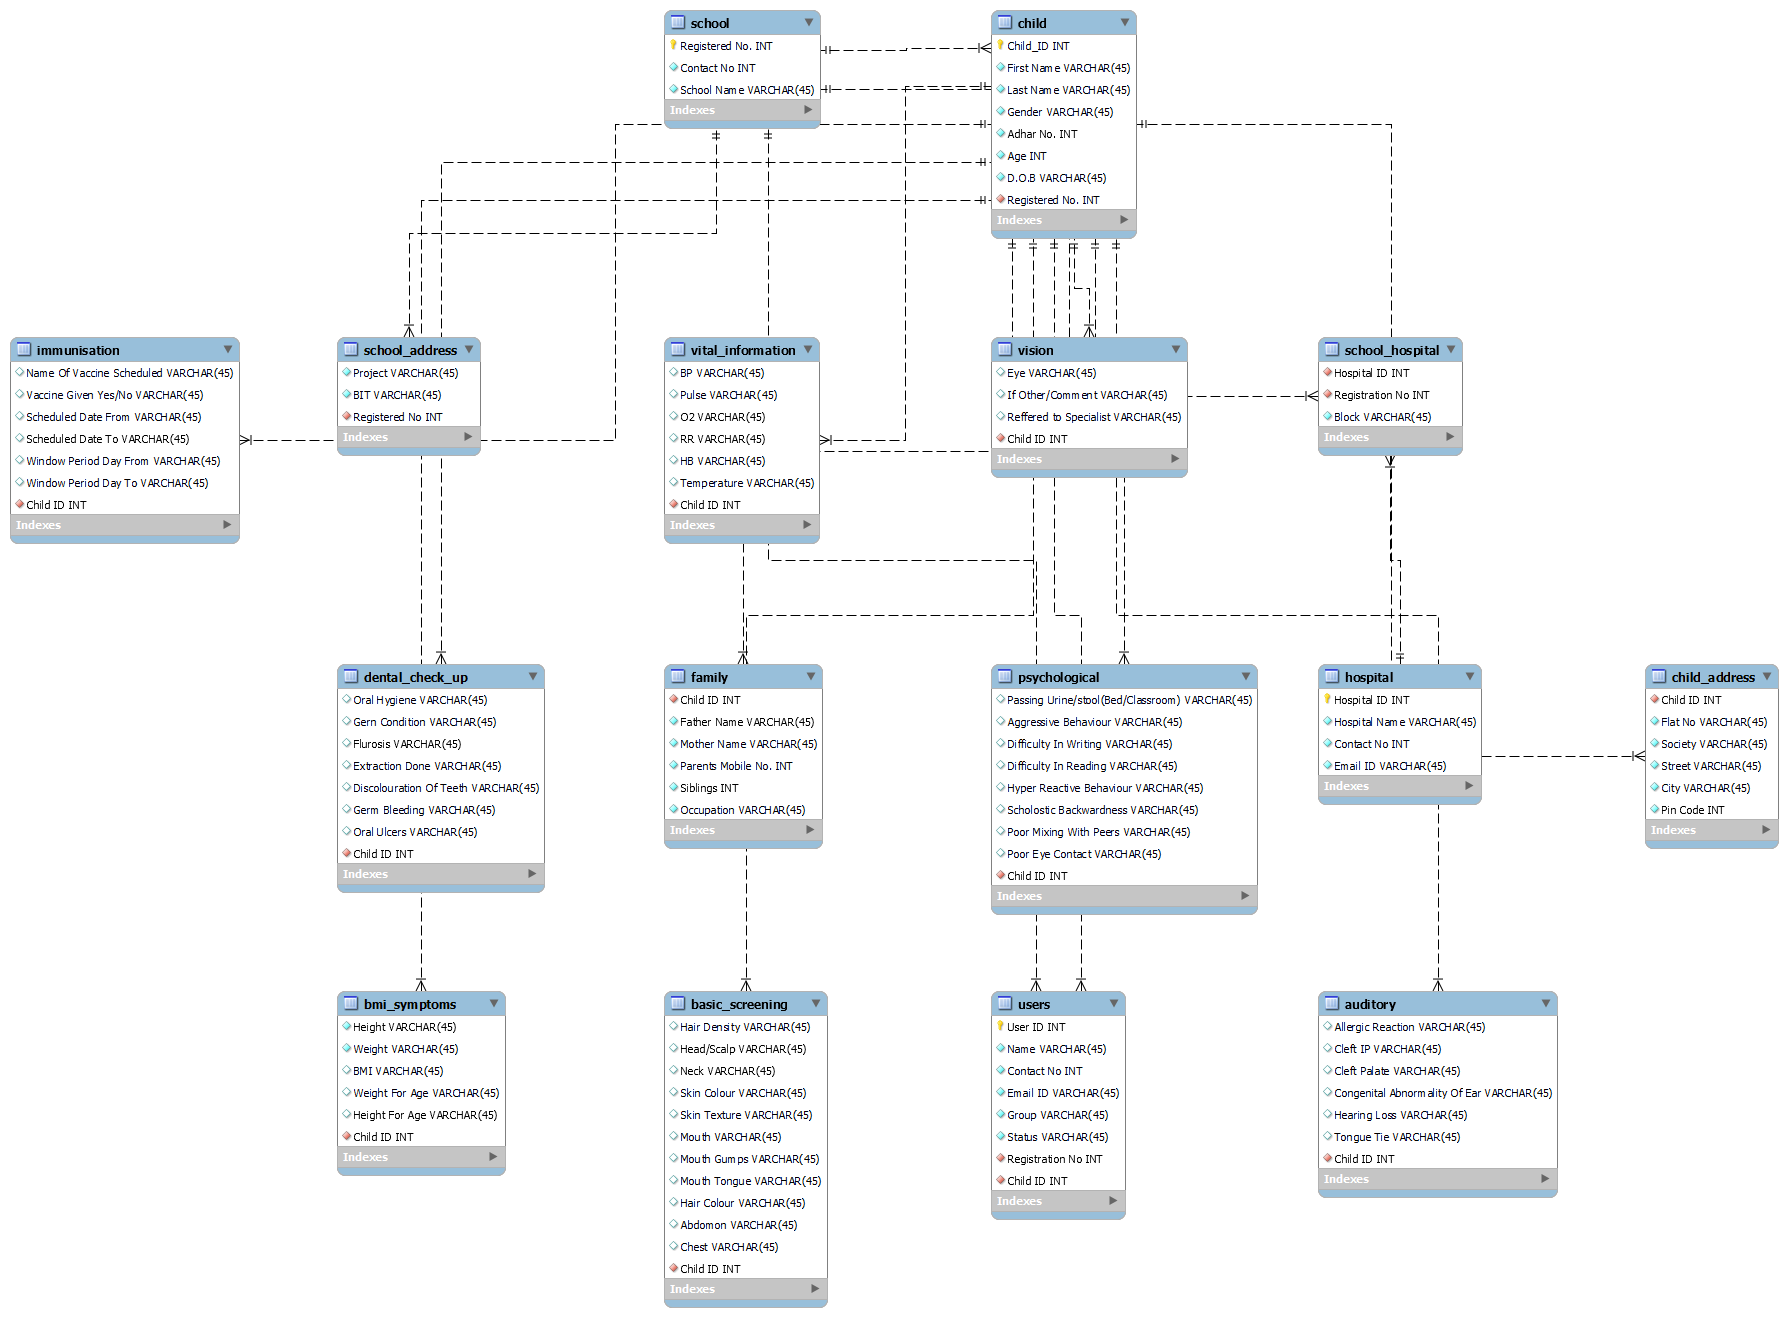 school
Registered No. INT
Contact No INT
School Name VARCHAR(45)
Indexes
child
Child_ID INT
First Name VARCHAR(45)
Last Name VARCHAR(45)
Gender VARCHAR(45)
Adhar No. INT
Age INT
D.O.B VARCHAR(45)
Registered No. INT
Indexes
immunisation
Name Of Vaccine Scheduled VARCHAR(45)
Vaccine Given Yes/No VARCHAR(45)
Scheduled Date From VARCHAR(45)
Scheduled Date To VARCHAR(45)
Window Period Day From VARCHAR(45)
Window Period Day To VARCHAR(45)
Child ID INT
Indexes
school_address
Project VARCHAR(45)
BIT VARCHAR(45)
Registered No INT
Indexes
vital_information
BP VARCHAR(45)
Pulse VARCHAR(45)
O2 VARCHAR(45)
RR VARCHAR(45)
HB VARCHAR(45)
Temperature VARCHAR(45)
Child ID INT
Indexes
vision
Eye VARCHAR(45)
If Other/Comment VARCHAR(45)
Reffered to Specialist VARCHAR(45)
Child ID INT
Indexes
school_hospital
Hospital ID INT
Registration No INT
Block VARCHAR(45)
Indexes
dental_check_up
Oral Hygiene VARCHAR(45)
Gern Condition VARCHAR(45)
Flurosis VARCHAR(45)
Extraction Done VARCHAR(45)
Discolouration Of Teeth VARCHAR(45)
Germ Bleeding VARCHAR(45)
Oral Ulcers VARCHAR(45)
Child ID INT
Indexes
family
Child ID INT
Father Name VARCHAR(45)
Mother Name VARCHAR(45)
Parents Mobile No. INT
Siblings INT
Occupation VARCHAR(45)
Indexes
psychological
Passing Urine/stool(Bed/Classroom) VARCHAR(45)
Aggressive Behaviour VARCHAR(45)
Difficulty In Writing VARCHAR(45)
Difficulty In Reading VARCHAR(45)
Hyper Reactive Behaviour VARCHAR(45)
Scholostic Backwardness VARCHAR(45)
Poor Mixing With Peers VARCHAR(45)
Poor Eye Contact VARCHAR(45)
Child ID INT
Indexes
hospital
Hospital ID INT
Hospital Name VARCHAR(45)
Contact No INT
Email ID VARCHAR(45)
Indexes
child_address
Child ID INT
Flat No VARCHAR(45)
Society VARCHAR(45)
Street VARCHAR(45)
City VARCHAR(45)
Pin Code INT
Indexes
bmi_symptoms
Height VARCHAR(45)
Weight VARCHAR(45)
BMI VARCHAR(45)
Weight For Age VARCHAR(45)
Height For Age VARCHAR(45)
Child ID INT
Indexes
basic_screening
Hair Density VARCHAR(45)
Head/Scalp VARCHAR(45)
Neck VARCHAR(45)
Skin Colour VARCHAR(45)
Skin Texture VARCHAR(45)
Mouth VARCHAR(45)
Mouth Gumps VARCHAR(45)
Mouth Tongue VARCHAR(45)
Hair Colour VARCHAR(45)
Abdomon VARCHAR(45)
Chest VARCHAR(45)
Child ID INT
Indexes
users
User ID INT
Name VARCHAR(45)
Contact No INT
Email ID VARCHAR(45)
Group VARCHAR(45)
Status VARCHAR(45)
Registration No INT
Child ID INT
Indexes
auditory
Allergic Reaction VARCHAR(45)
Cleft IP VARCHAR(45)
Cleft Palate VARCHAR(45)
Congenital Abnormality Of Ear VARCHAR(45)
Hearing Loss VARCHAR(45)
Tongue Tie VARCHAR(45)
Child ID INT
Indexes